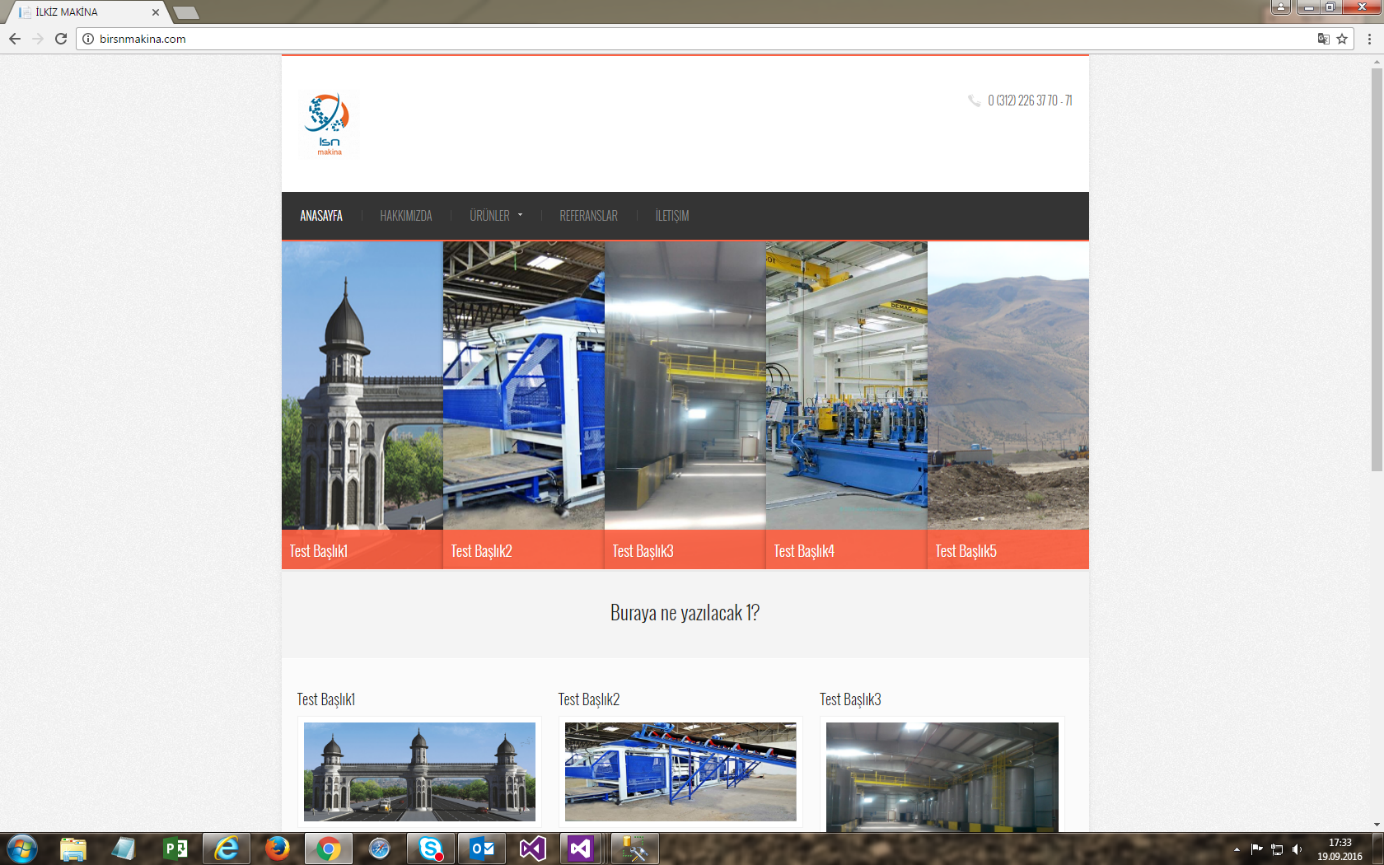 İLKİZ MAKİNA
birsnmakina.com
isn
makina
0 (312) 226 37 70 - 71
ANASAYFA
HAKKIMIZDA
ÜRÜNLER
REFERANSLAR
İLETİŞİM
Test Başlık1
Test Başlık2
Test Başlık3
Test Başlık4
Test Başlık5
Buraya ne yazılacak 1?
Test Başlık1
Test Başlık2
Test Başlık3
17:33
19.09.2016